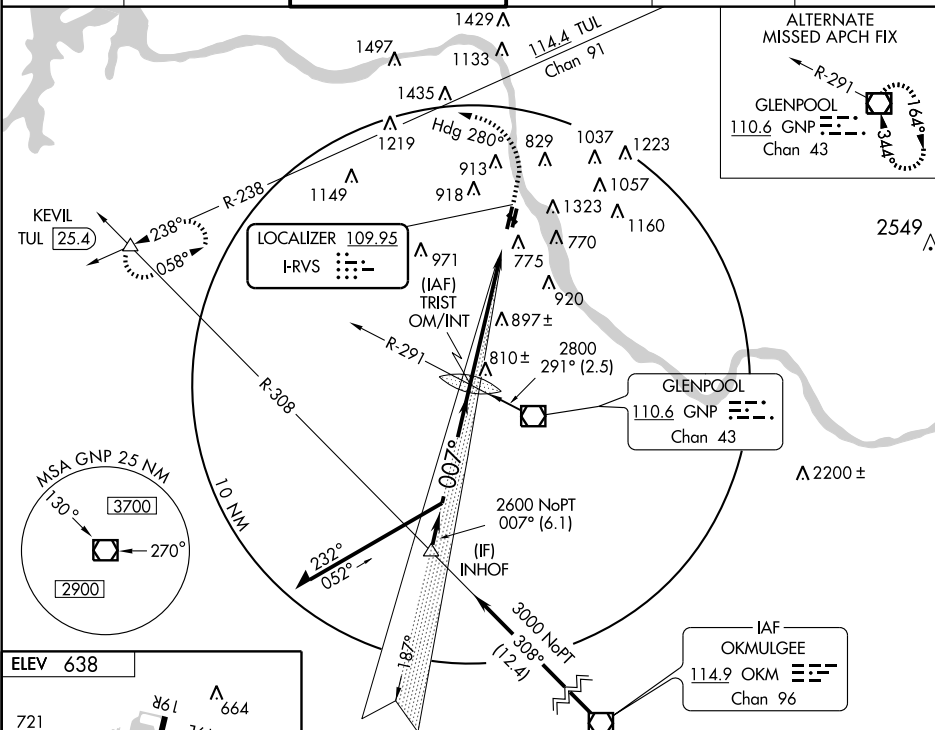 1429
1497
1133
114.4 TUL
Chan 91
1435
1219
Hdg 280°
829
1037
1223
913
1149
918
1057
1323
1160
R-238
KEVIL
TUL 25.4
238°
058°
LOCALIZER 109.95
I-RVS
971
775
770
920
(IAF)
TRIST
OM/INT
897 ±
810 ±
2800
291° (2.5)
R-291
GLENPOOL
110.6 GNP
Chan 43
R-308
ALTERNATE
MISSED APCH FIX
R-291
GLENPOOL
110.6 GNP
Chan 43
164°
344°
2549
2200 ±
MSA GNP 25 NM
130°
3700
270°
2900
10 NM
007°
2600 NoPT
007° (6.1)
(IF)
INHOF
232°
052°
187°
3000 NoPT
308°
(12.4)
IAF
OKMULGEE
114.9 OKM
Chan 96
ELEV 638
19R
664
721